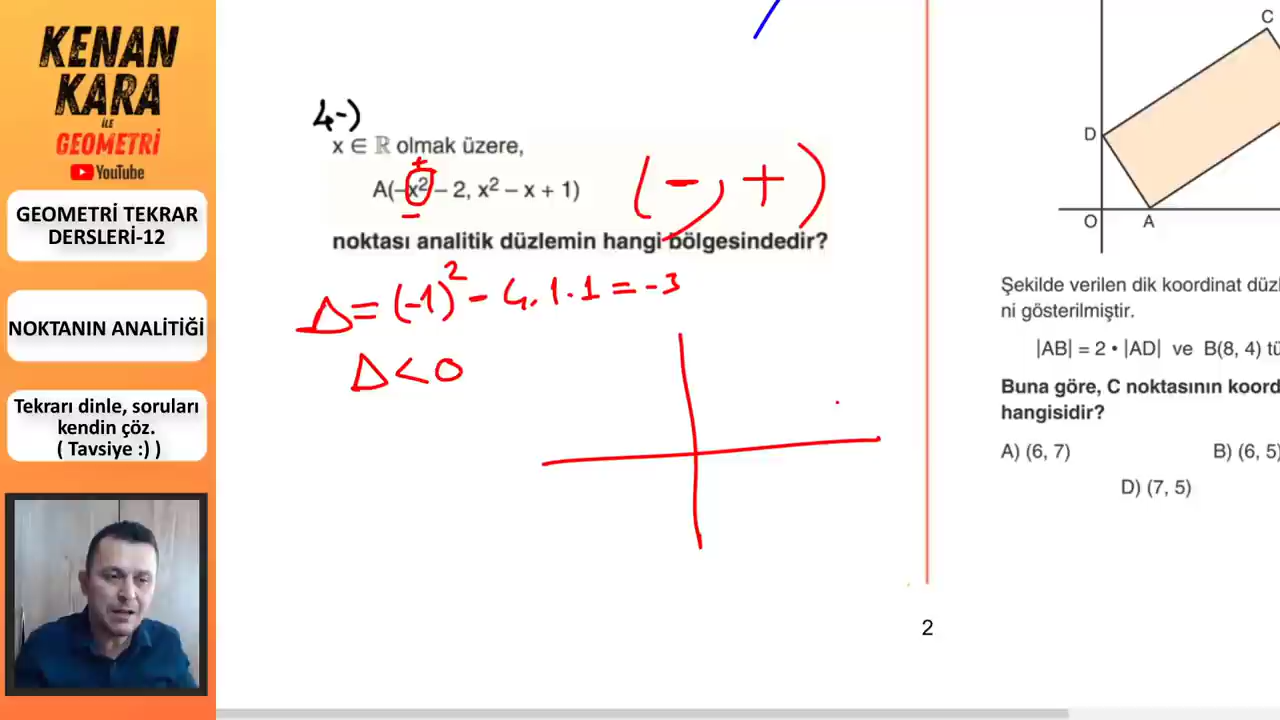 KENAN
KARA
İLE
GEOMETRİ
YouTube
GEOMETRİ TEKRAR
DERSLERİ-12
NOKTANIN ANALİTİĞİ
Tekrarı dinle, soruları
kendin çöz.
( Tavsiye :) )
4-)
x ∈ ℝ olmak üzere,
+
A(−x² − 2, x² − x + 1)
−
(−, +)
noktası analitik düzlemin hangi bölgesindedir?
Δ = (-1)² - 4.1.1 = -3
Δ < 0
2
C
D
O
A
Şekilde verilen dik koordinat düz
ni gösterilmiştir.
|AB| = 2 • |AD| ve B(8, 4) tü
Buna göre, C noktasının koord
hangisidir?
A) (6, 7)
B) (6, 5)
D) (7, 5)